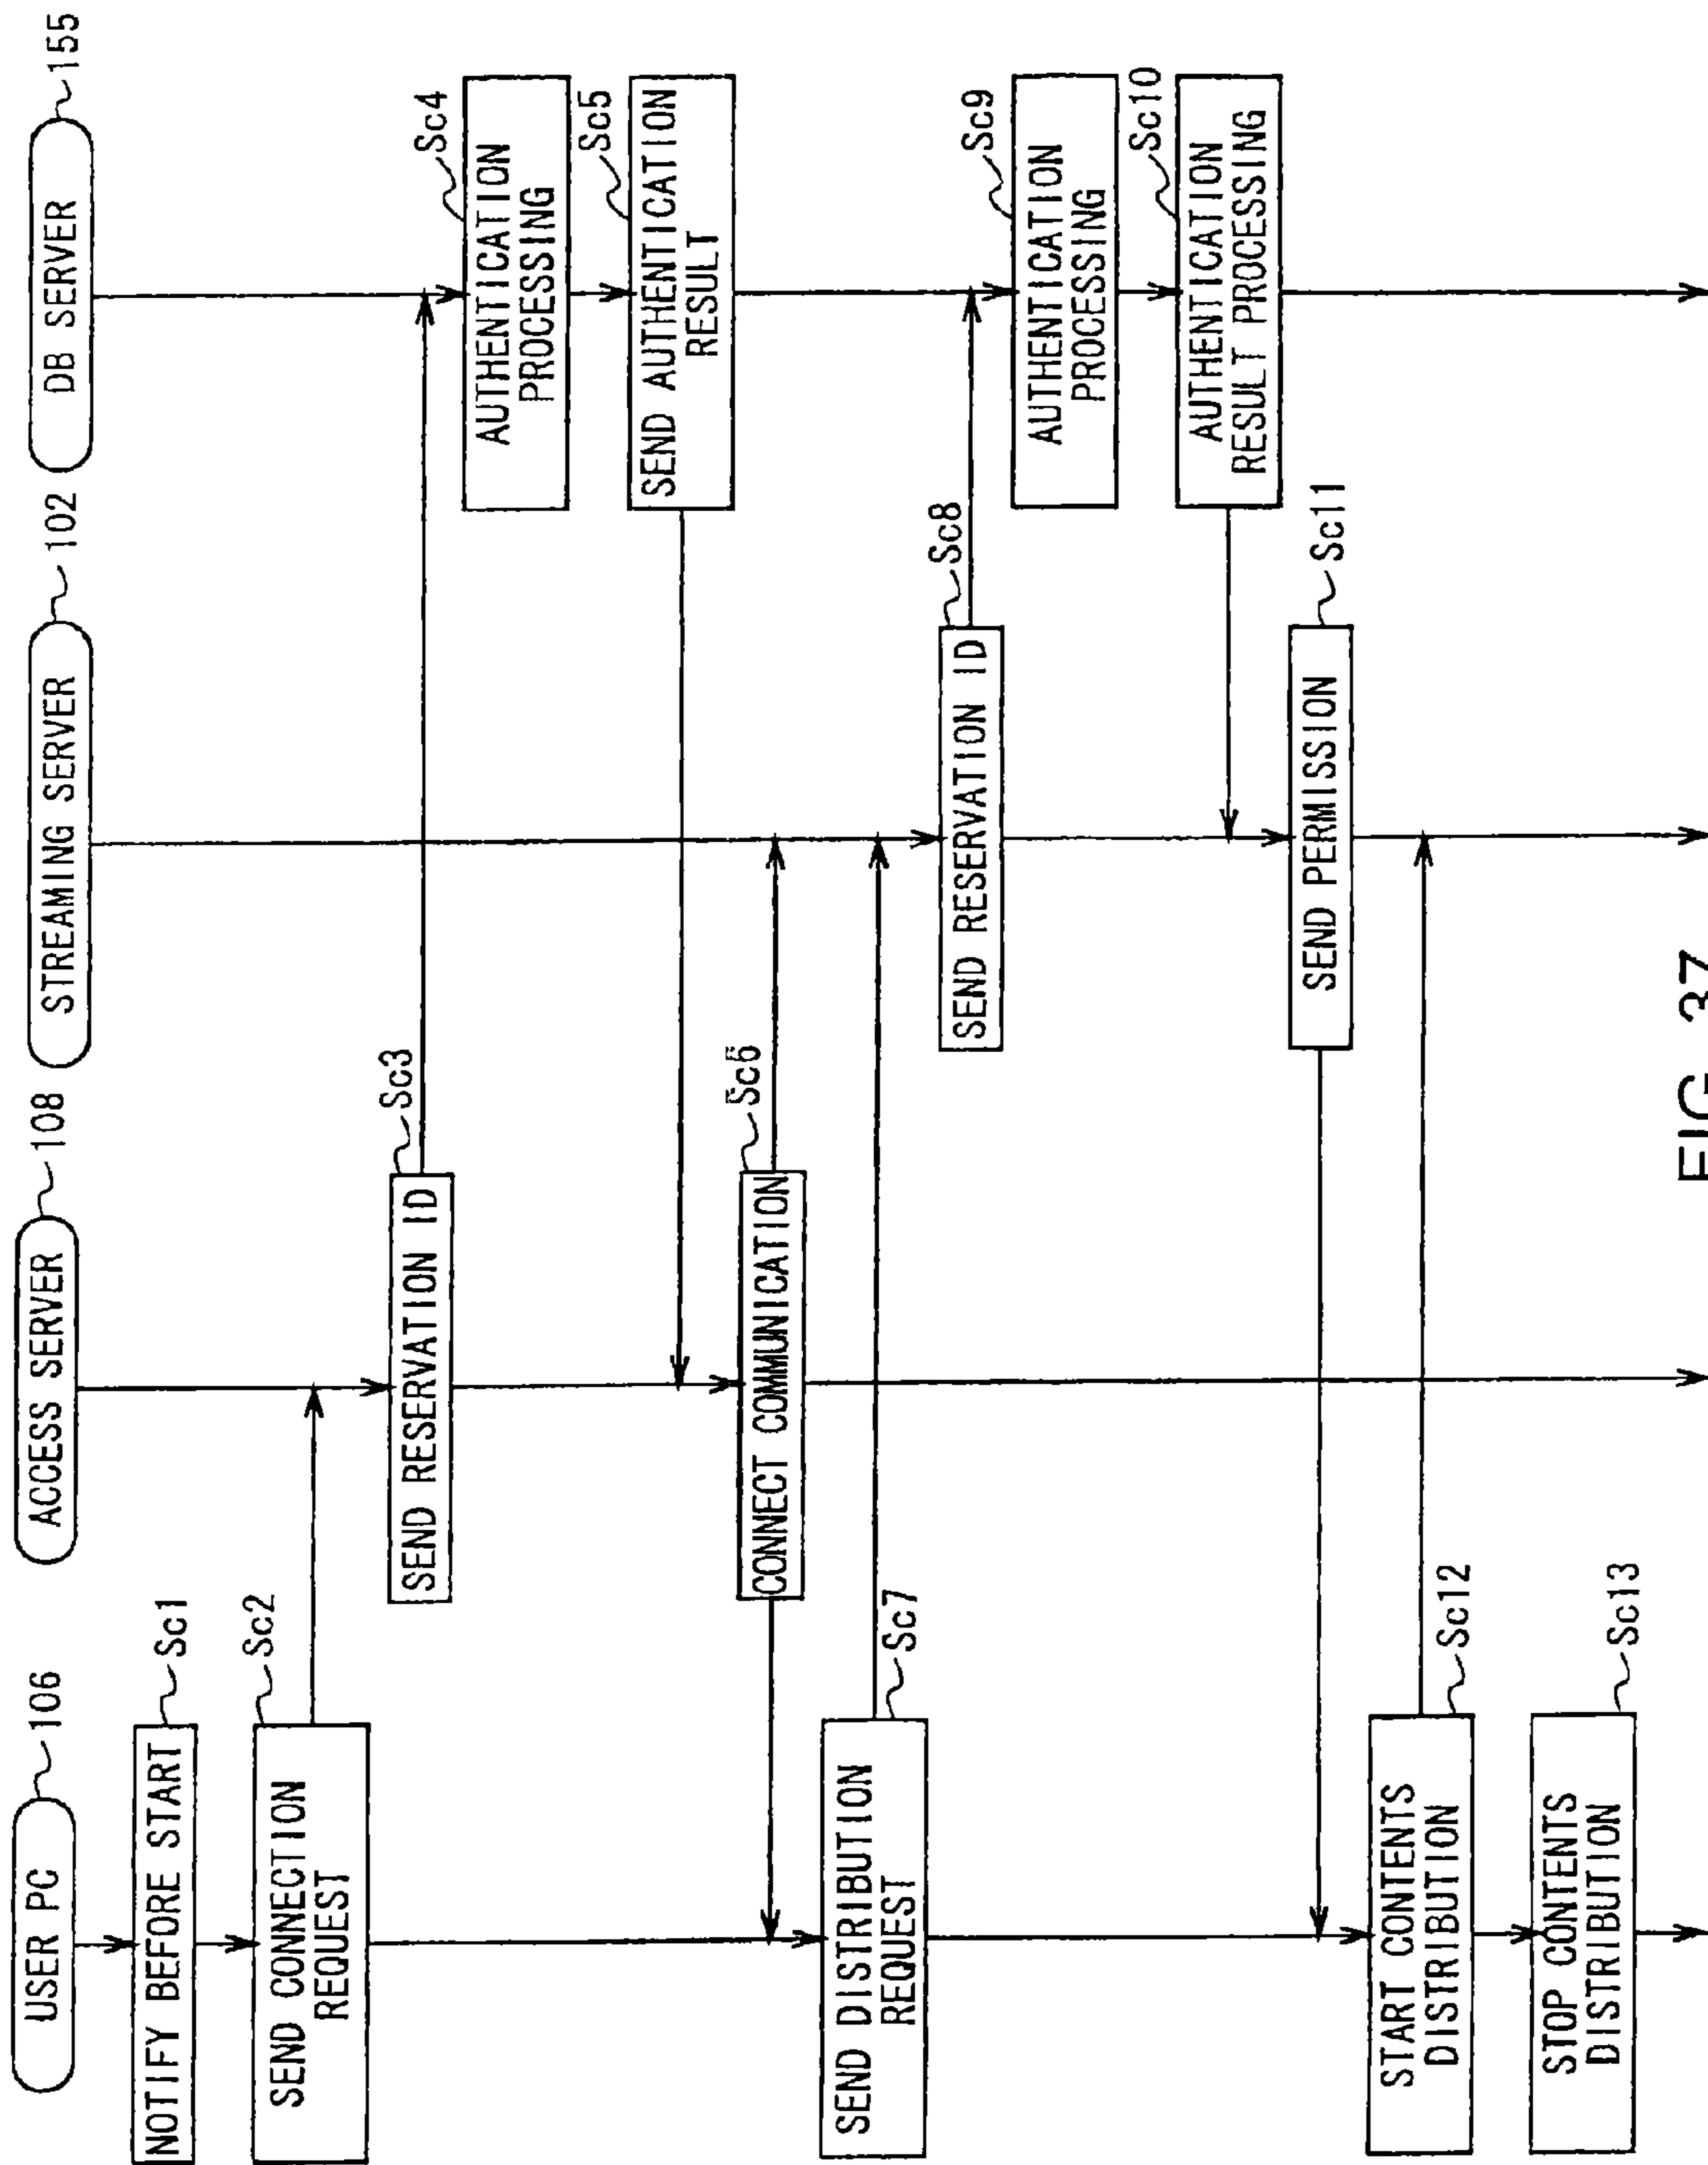 USER PC
106
ACCESS SERVER
108
STREAMING SERVER
102
DB SERVER
155
NOTIFY BEFORE START
Sc1
SEND CONNECTION
REQUEST
Sc2
SEND RESERVATION ID
Sc3
AUTHENTICATION
PROCESSING
Sc4
SEND AUTHENTICATION
RESULT
Sc5
CONNECT COMMUNICATION
Sc6
SEND DISTRIBUTION
REQUEST
Sc7
SEND RESERVATION ID
Sc8
AUTHENTICATION
PROCESSING
Sc9
AUTHENTICATION
RESULT PROCESSING
Sc10
SEND PERMISSION
Sc11
START CONTENTS
DISTRIBUTION
Sc12
STOP CONTENTS
DISTRIBUTION
Sc13
FIG. 37